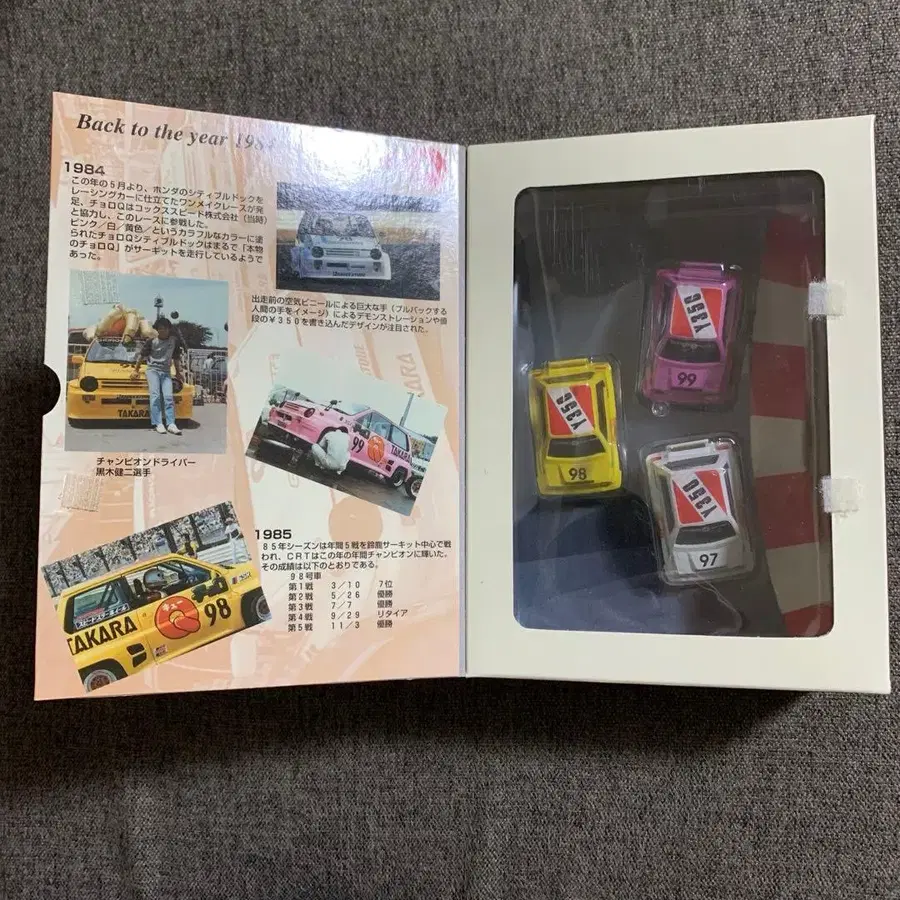 Back to the year 1984
1984
この年の5月より、ホンダのシティブルドックを
レーシングカーに仕立てたワンメイクレースが発
足、チョロQはコックススピード株式会社(当時)
と協力し、このレースに参戦した。
ピンク/白/黄色/というカラフルなカラーに塗
られたチョロQシティブルドックはまるで「本物
のチョロQ」がサーキットを走行しているようで
あった。
出走前の空気ビニールによる巨大な手(プルバックする
人間の手をイメージ)によるデモンストレーションや値
段の¥350を書き込んだデザインが注目された。
TAKARA
チャンピオンドライバー
黒木健二選手
99
1985
85年シーズンは年間5戦を鈴鹿サーキット中心で戦
われ、CRTはこの年の年間チャンピオンに輝いた。
その成績は以下のとおりである。
98号車
第1戦 3/10 7位
第2戦 5/26 優勝
第3戦 7/7 優勝
第4戦 9/29 リタイア
第5戦 11/3 優勝
TAKARA
チョロ
Q
98
¥350
99
¥350
98
¥350
97